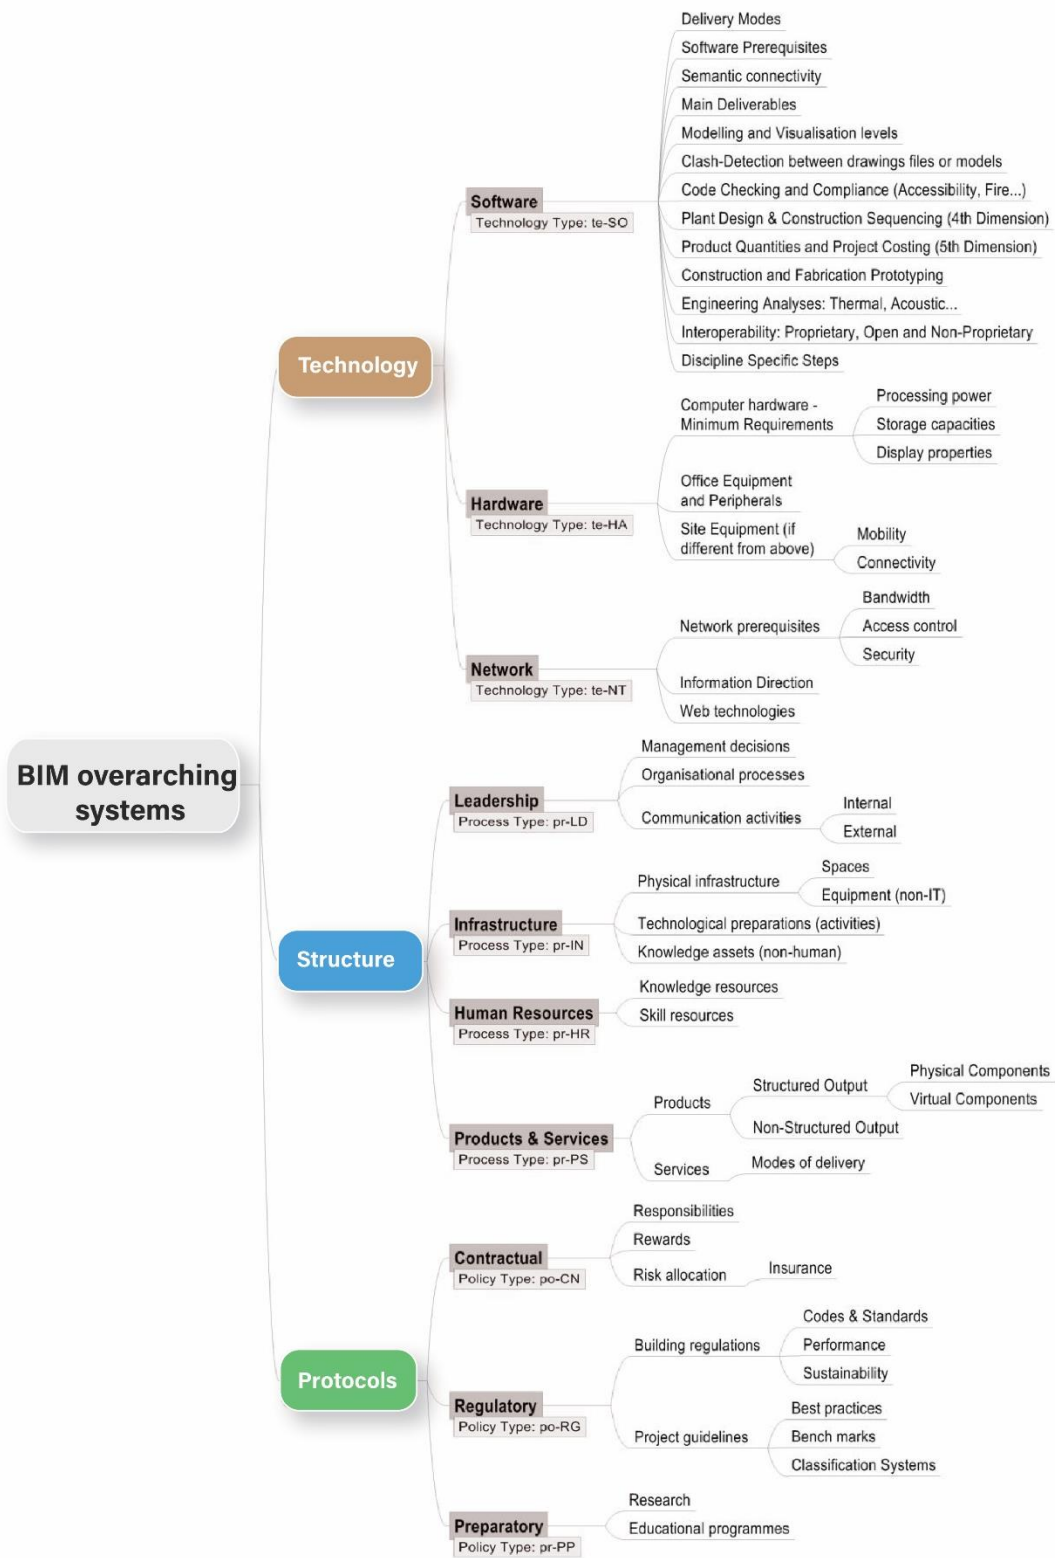 BIM overarching
systems
Technology
Software
Technology Type: te-SO
Delivery Modes
Software Prerequisites
Semantic connectivity
Main Deliverables
Modelling and Visualisation levels
Clash-Detection between drawings files or models
Code Checking and Compliance (Accessibility, Fire...)
Plant Design & Construction Sequencing (4th Dimension)
Product Quantities and Project Costing (5th Dimension)
Construction and Fabrication Prototyping
Engineering Analyses: Thermal, Acoustic...
Interoperability: Proprietary, Open and Non-Proprietary
Discipline Specific Steps
Hardware
Technology Type: te-HA
Computer hardware -
Minimum Requirements
Processing power
Storage capacities
Display properties
Office Equipment
and Peripherals
Site Equipment (if
different from above)
Mobility
Connectivity
Network
Technology Type: te-NT
Network prerequisites
Bandwidth
Access control
Security
Information Direction
Web technologies
Structure
Leadership
Process Type: pr-LD
Management decisions
Organisational processes
Communication activities
Internal
External
Infrastructure
Process Type: pr-IN
Physical infrastructure
Spaces
Equipment (non-IT)
Technological preparations (activities)
Knowledge assets (non-human)
Human Resources
Process Type: pr-HR
Knowledge resources
Skill resources
Products & Services
Process Type: pr-PS
Products
Structured Output
Physical Components
Virtual Components
Non-Structured Output
Services
Modes of delivery
Protocols
Contractual
Policy Type: po-CN
Responsibilities
Rewards
Risk allocation
Insurance
Regulatory
Policy Type: po-RG
Building regulations
Codes & Standards
Performance
Sustainability
Project guidelines
Best practices
Bench marks
Classification Systems
Preparatory
Policy Type: pr-PP
Research
Educational programmes